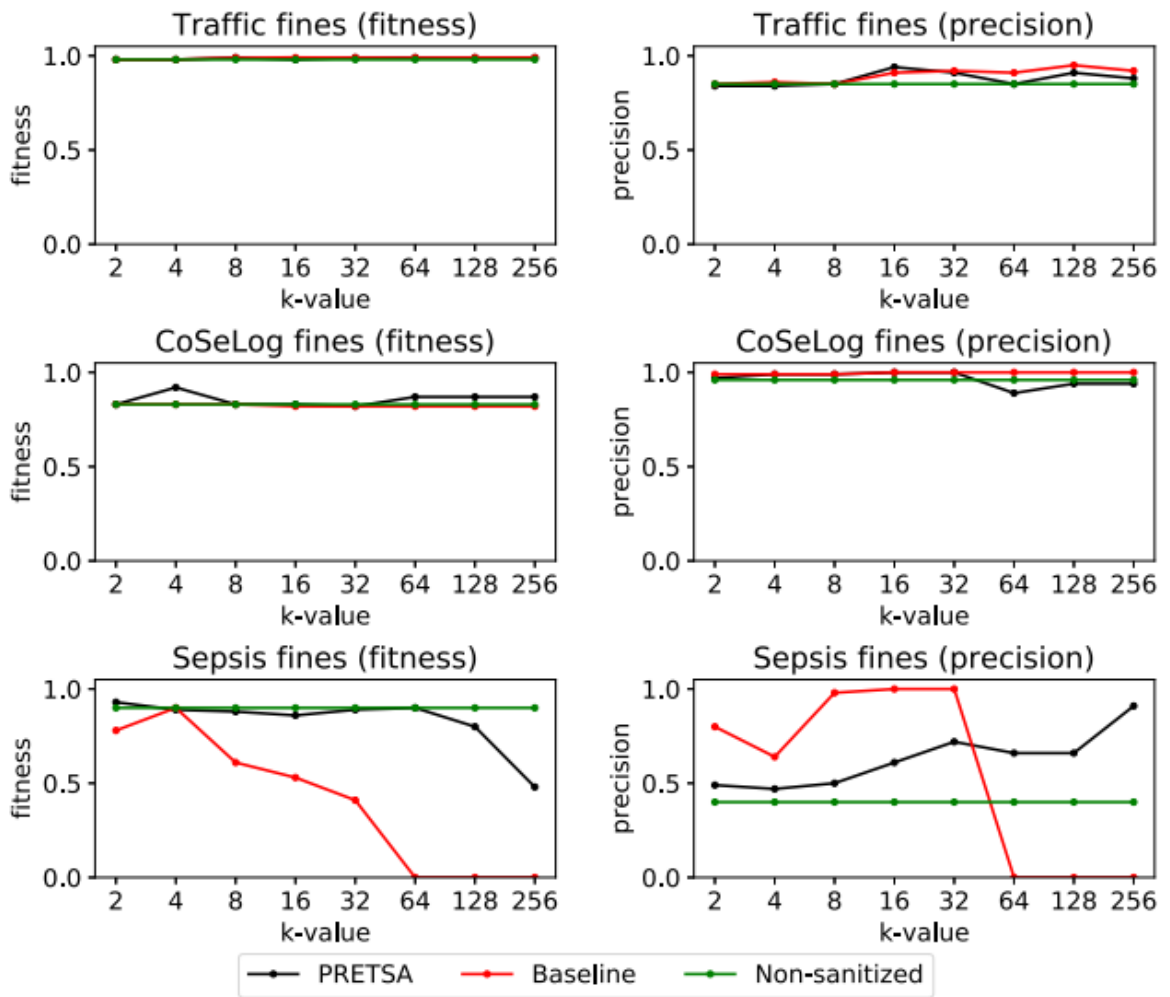 Traffic fines (fitness)
1.0
0.5
0.0
fitness
2 4 8 16 32 64 128 256
k-value
Traffic fines (precision)
1.0
0.5
0.0
precision
2 4 8 16 32 64 128 256
k-value
CoSeLog fines (fitness)
1.0
0.5
0.0
fitness
2 4 8 16 32 64 128 256
k-value
CoSeLog fines (precision)
1.0
0.5
0.0
precision
2 4 8 16 32 64 128 256
k-value
Sepsis fines (fitness)
1.0
0.5
0.0
fitness
2 4 8 16 32 64 128 256
k-value
Sepsis fines (precision)
1.0
0.5
0.0
precision
2 4 8 16 32 64 128 256
k-value
PRETSA Baseline Non-sanitized